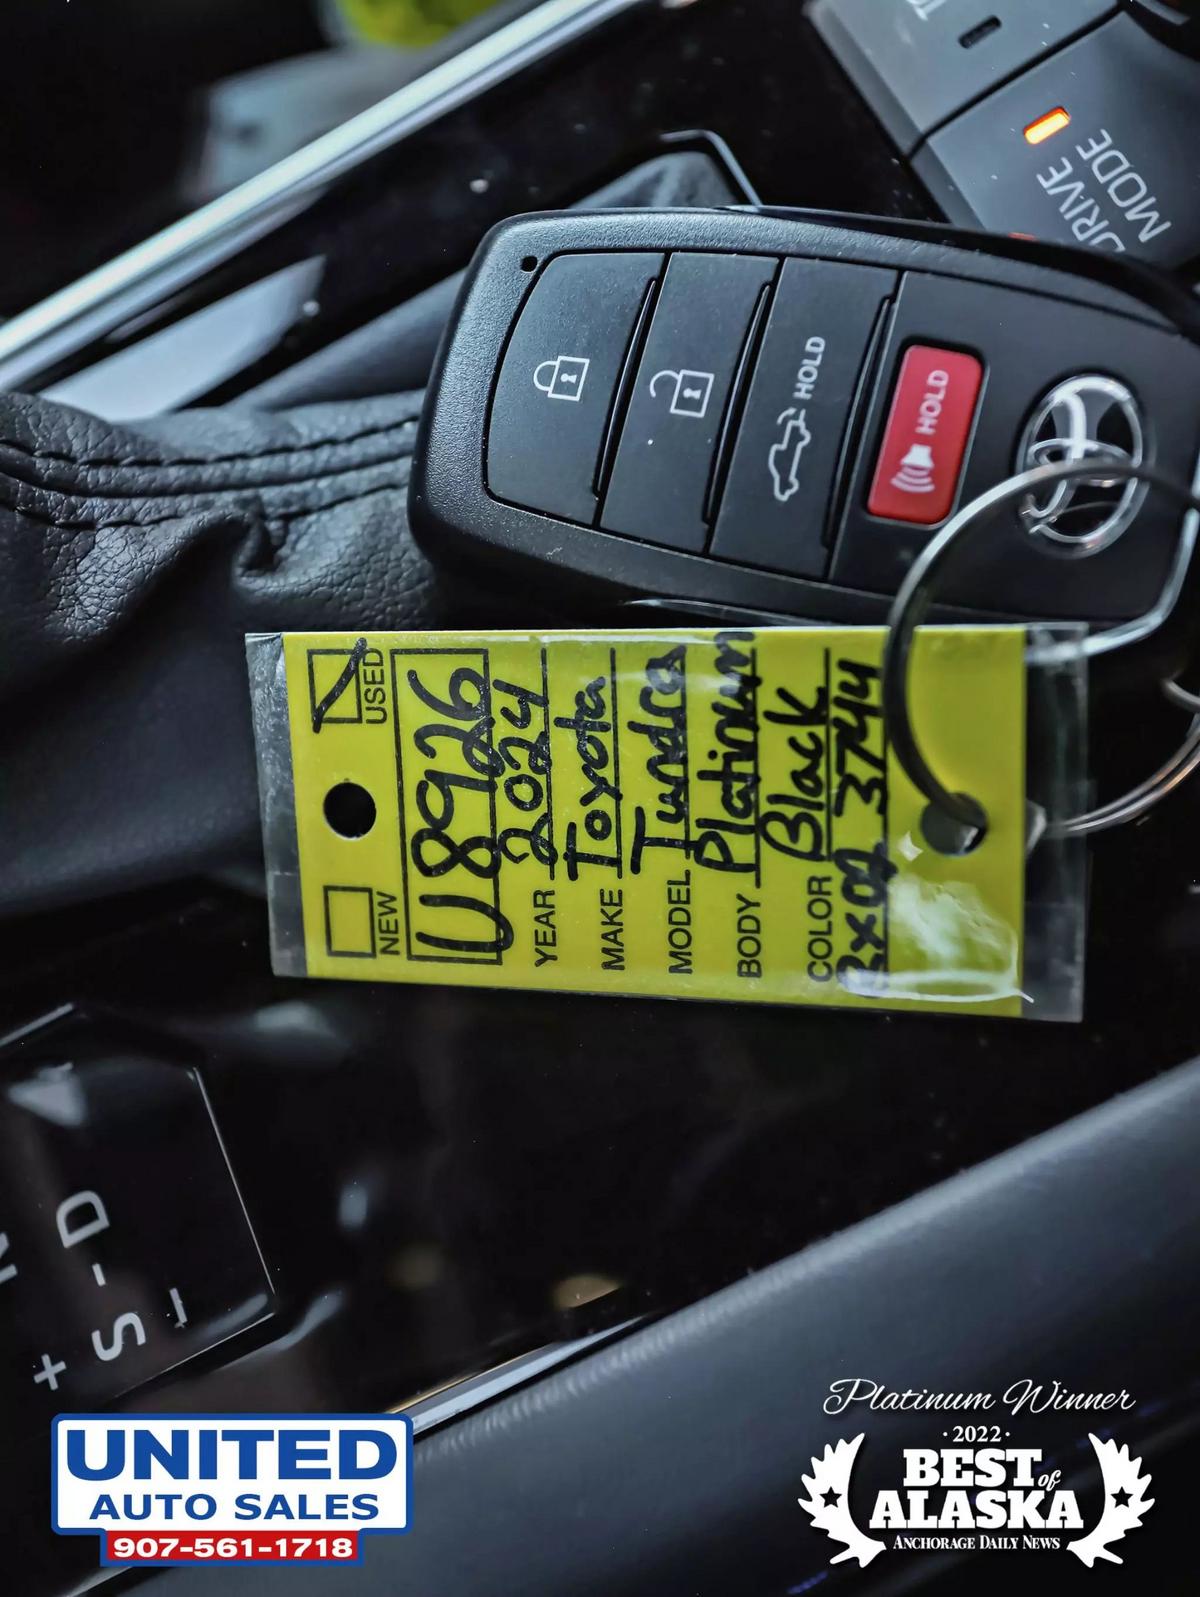 DRIVE
MODE
HOLD
HOLD
USED
NEW
U8926
YEAR 2024
MAKE Toyota
MODEL Tundra
BODY Platinum
COLOR Black
3744
D
S -
+
UNITED
AUTO SALES
907-561-1718
Platinum Winner
·2022·
BEST of
ALASKA
ANCHORAGE DAILY NEWS